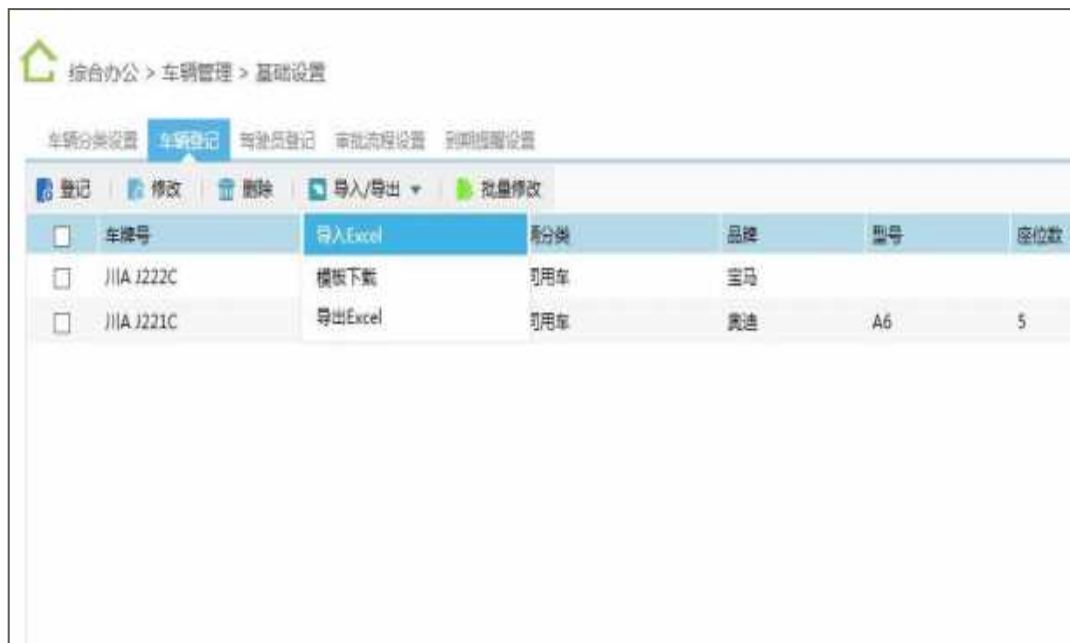 综合办公 > 车辆管理 > 基础设置
车辆分类设置 车辆登记 驾驶员登记 审批流程设置 到期提醒设置
登记 修改 删除 导入/导出 批量修改
车牌号 导入Excel 辆分类 品牌 型号 座位数
川A J222C 模板下载 司用车 宝马
川A J221C 导出Excel 司用车 奥迪 A6 5